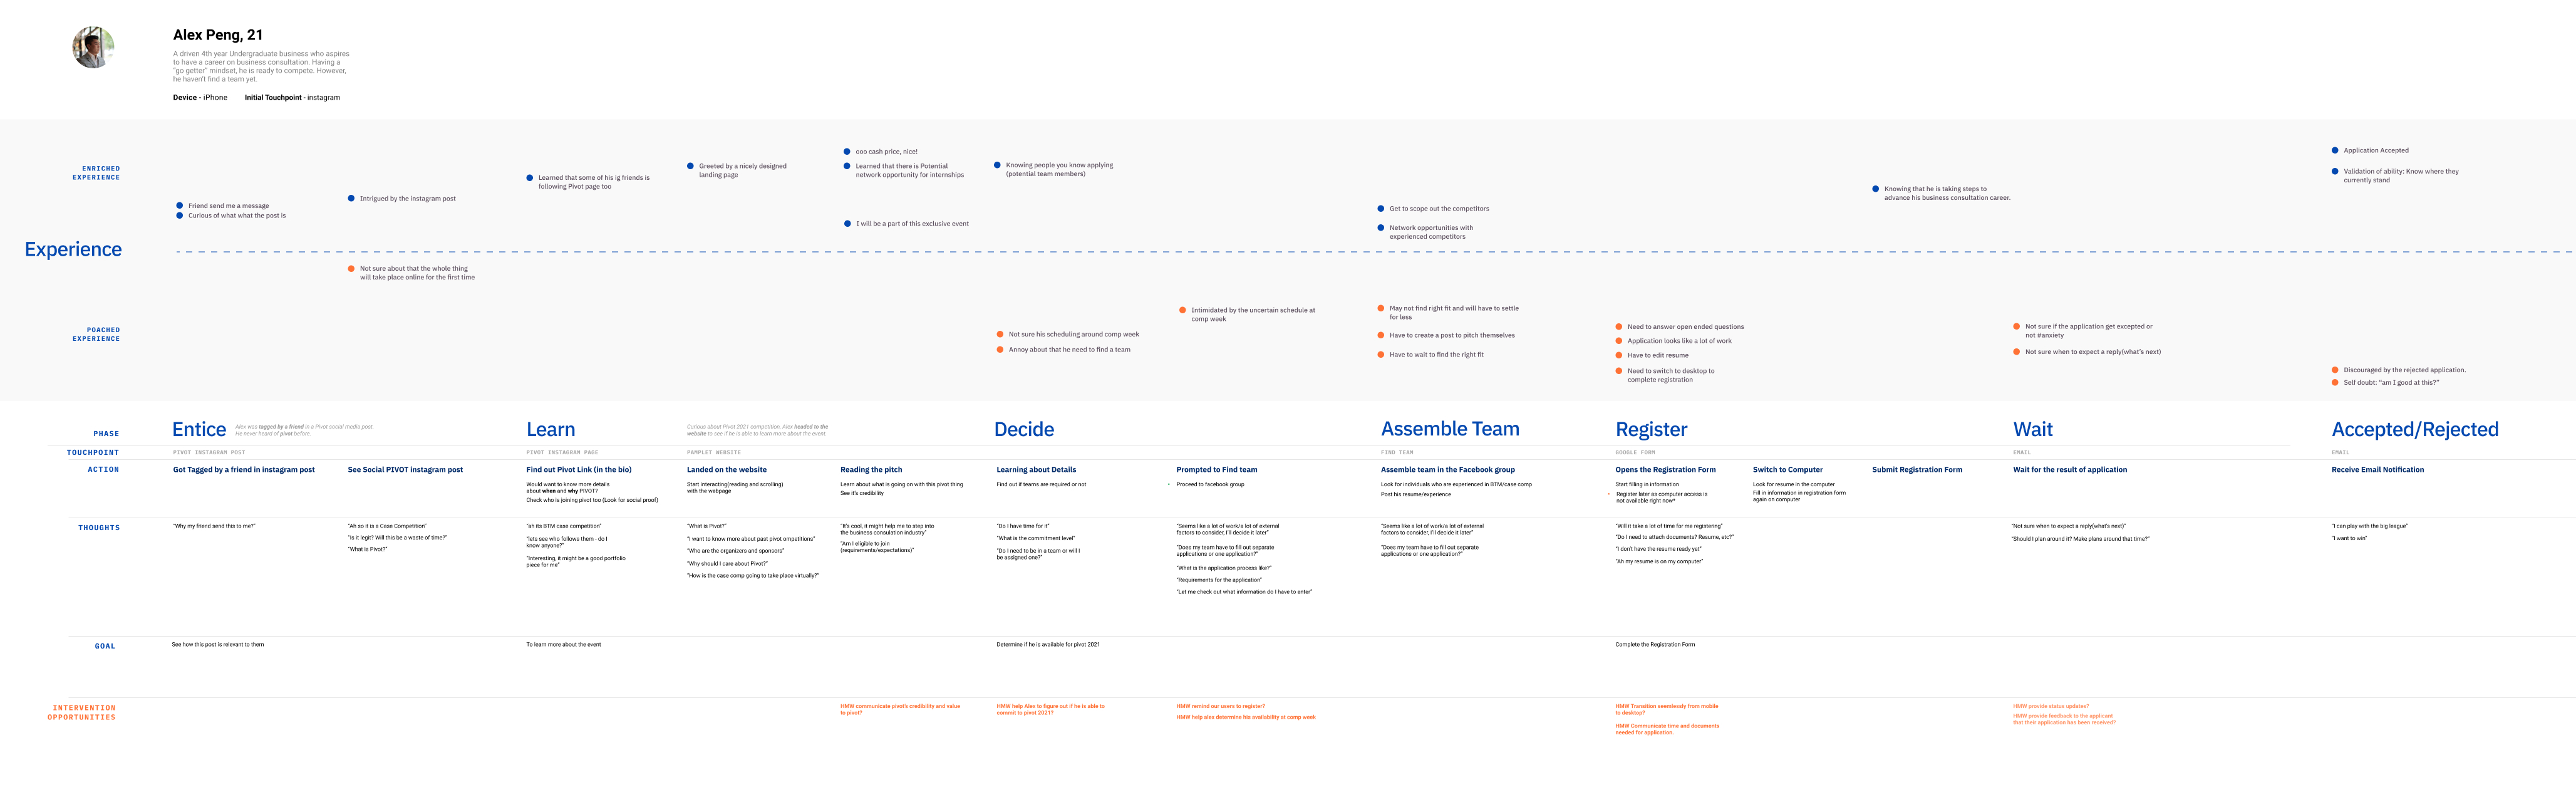 Alex Peng, 21
A driven 4th year Undergraduate business who aspires
to have a career on business consultation. Having a
"go getter" mindset, he is ready to compete. However,
he haven't find a team yet.
Device - iPhone
Initial Touchpoint - instagram
ENRICHED
EXPERIENCE
Experience
POACHED
EXPERIENCE
Friend send me a message
Curious of what what the post is
Intrigued by the instagram post
Not sure about that the whole thing
will take place online for the first time
Learned that some of his ig friends is
following Pivot page too
Greeted by a nicely designed
landing page
ooo cash price, nice!
Learned that there is Potential
network opportunity for internships
I will be a part of this exclusive event
Knowing people you know applying
(potential team members)
Not sure his scheduling around comp week
Annoy about that he need to find a team
Intimidated by the uncertain schedule at
comp week
Get to scope out the competitors
Network opportunities with
experienced competitors
May not find right fit and will have to settle
for less
Have to create a post to pitch themselves
Have to wait to find the right fit
Need to answer open ended questions
Application looks like a lot of work
Have to edit resume
Need to switch to desktop to
complete registration
Knowing that he is taking steps to
advance his business consultation career.
Not sure if the application get excepted or
not #anxiety
Not sure when to expect a reply(what's next)
Application Accepted
Validation of ability: Know where they
currently stand
Discouraged by the rejected application.
Self doubt: "am I good at this?"
PHASE
Entice
Alex was tagged by a friend in a Pivot social media post.
He never heard of pivot before.
Learn
Curious about Pivot 2021 competition, Alex headed to the
website to see if he is able to learn more about the event.
Decide
Assemble Team
Register
Wait
Accepted/Rejected
TOUCHPOINT
PIVOT INSTAGRAM POST
PIVOT INSTAGRAM PAGE
PAMPLET WEBSITE
FIND TEAM
GOOGLE FORM
EMAIL
EMAIL
ACTION
Got Tagged by a friend in instagram post
See Social PIVOT instagram post
Find out Pivot Link (in the bio)
Would want to know more details
about when and why PIVOT?
Check who is joining pivot too (Look for social proof)
Landed on the website
Start interacting(reading and scrolling)
with the webpage
Reading the pitch
Learn about what is going on with this pivot thing
See it's credibility
Learning about Details
Find out if teams are required or not
Prompted to Find team
Proceed to facebook group
Assemble team in the Facebook group
Look for individuals who are experienced in BTM/case comp
Post his resume/experience
Opens the Registration Form
Start filling in information
Register later as computer access is
not available right now*
Switch to Computer
Look for resume in the computer
Fill in information in registration form
again on computer
Submit Registration Form
Wait for the result of application
Receive Email Notification
THOUGHTS
"Why my friend send this to me?"
"Ah so it is a Case Competition"
"Is it legit? Will this be a waste of time?"
"What is Pivot?"
"ah its BTM case competition"
"lets see who follows them - do I
know anyone?"
"Interesting, it might be a good portfolio
piece for me"
"What is Pivot?"
"I want to know more about past pivot ompetitions"
"Who are the organizers and sponsors"
"Why should I care about Pivot?"
"How is the case comp going to take place virtually?"
"It's cool, it might help me to step into
the business consulation industry"
"Am I eligible to join
(requirements/expectations)"
"Do I have time for it"
"What is the commitment level"
"Do I need to be in a team or will I
be assigned one?"
"Seems like a lot of work/a lot of external
factors to consider, I'll decide it later"
"Does my team have to fill out separate
applications or one application?"
"What is the application process like?"
"Requirements for the application"
"Let me check out what information do I have to enter"
"Seems like a lot of work/a lot of external
factors to consider, I'll decide it later"
"Does my team have to fill out separate
applications or one application?"
"Will it take a lot of time for me registering"
"Do I need to attach documents? Resume, etc?"
"I don't have the resume ready yet"
"Ah my resume is on my computer"
"Not sure when to expect a reply(what's next)"
"Should I plan around it? Make plans around that time?"
"I can play with the big league"
"I want to win"
GOAL
See how this post is relevant to them
To learn more about the event
Determine if he is available for pivot 2021
Complete the Registration Form
INTERVENTION
OPPORTUNITIES
HMW communicate pivot's credibility and value
to pivot?
HMW help Alex to figure out if he is able to
commit to pivot 2021?
HMW remind our users to register?
HMW help alex determine his availability at comp week
HMW Transition seemlessly from mobile
to desktop?
HMW Communicate time and documents
needed for application.
HMW provide status updates?
HMW provide feedback to the applicant
that their application has been received?